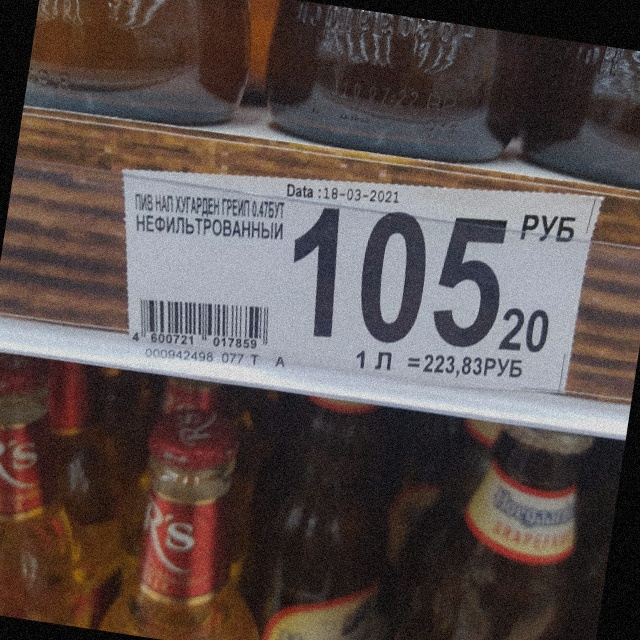 Data :18-03-2021
ПИВ НАП ХУГАРДЕН ГРЕЙП 0.47БУТ
НЕФИЛЬТРОВАННЫЙ
105 20 РУБ
4 600721 017859
000942498 077 Т А
1 Л =223,83РУБ
RS